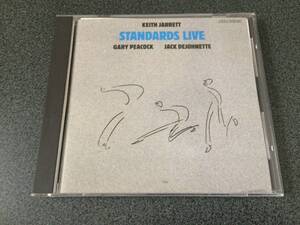 KEITH JARRETT
STANDARDS LIVE
GARY PEACOCK JACK DEJOHNETTE